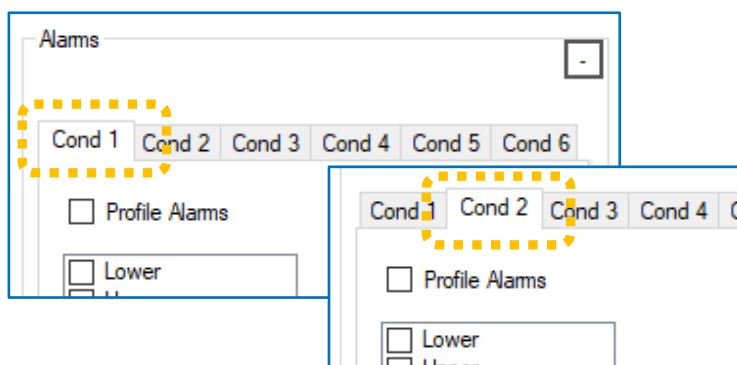 Alarms
-
Cond 1 Cond 2 Cond 3 Cond 4 Cond 5 Cond 6
Profile Alarms
Lower
Cond 1 Cond 2 Cond 3 Cond 4
Profile Alarms
Lower
Upper